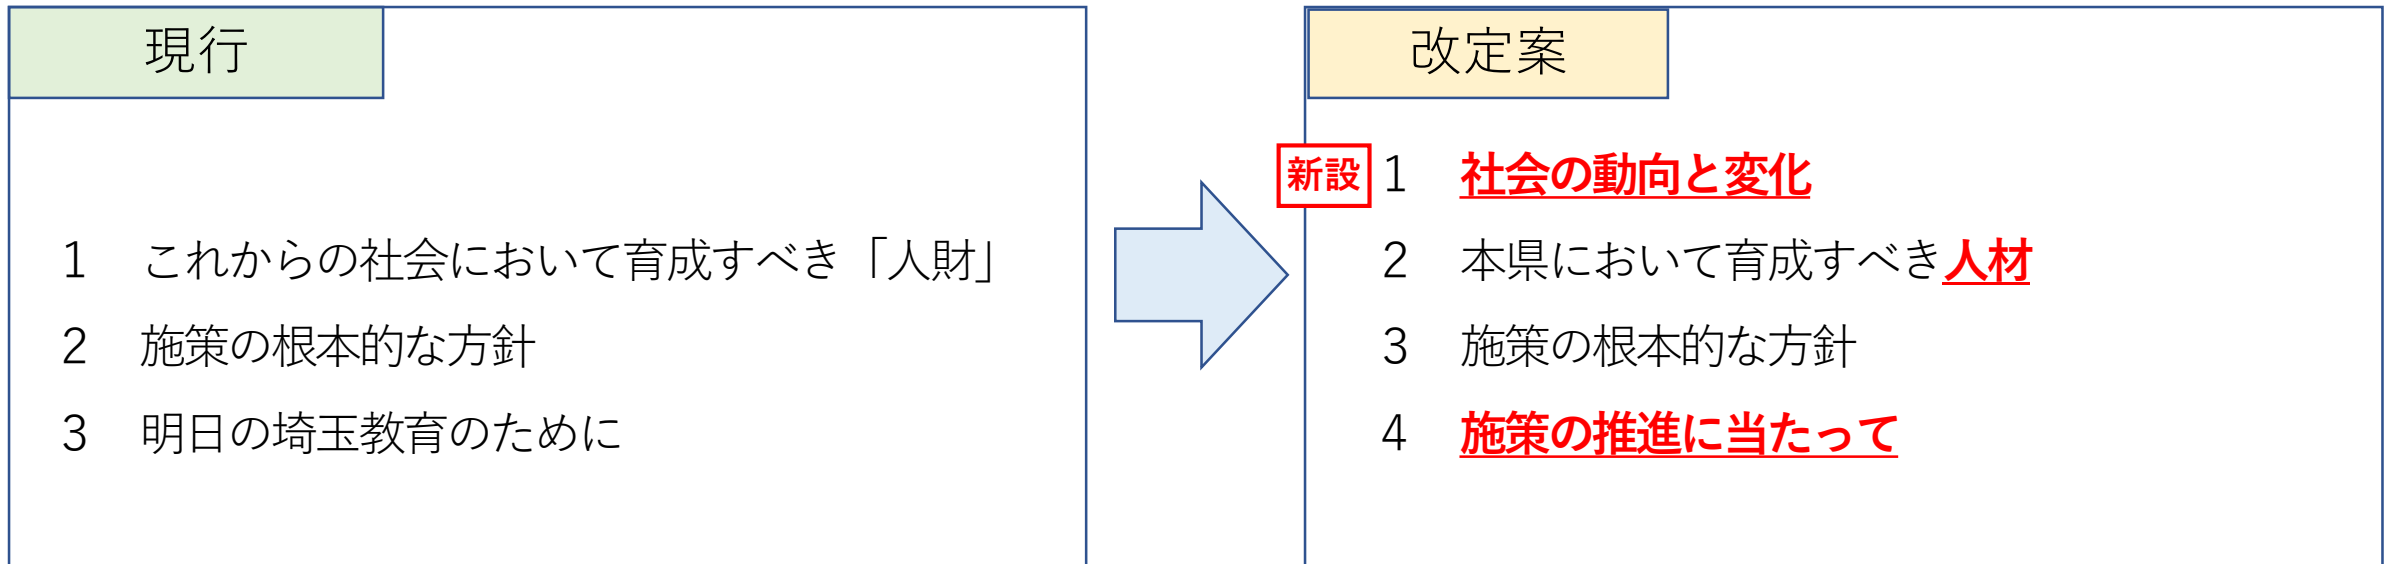 現行
1 これからの社会において育成すべき「人財」
2 施策の根本的な方針
3 明日の埼玉教育のために
改定案
新設 1 社会の動向と変化
2 本県において育成すべき人材
3 施策の根本的な方針
4 施策の推進に当たって